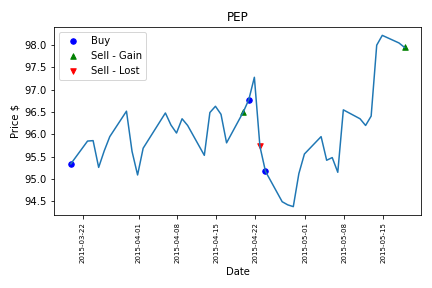 PEP
Buy
Sell - Gain
Sell - Lost
98.0
97.5
97.0
96.5
96.0
95.5
95.0
94.5
Price $
2015-03-22
2015-04-01
2015-04-08
2015-04-15
2015-04-22
2015-05-01
2015-05-08
2015-05-15
Date